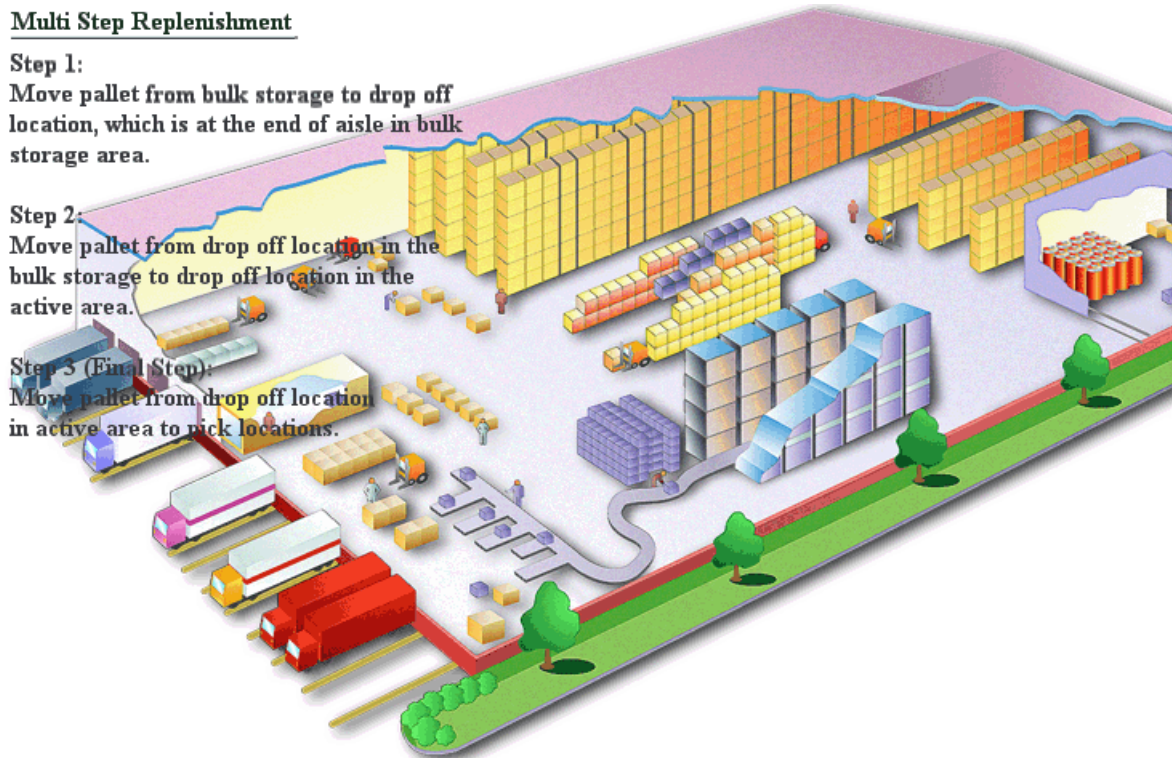 Multi Step Replenishment
Step 1:
Move pallet from bulk storage to drop off
location, which is at the end of aisle in bulk
storage area.
Step 2:
Move pallet from drop off location in the
bulk storage to drop off location in the
active area.
Step 3 (Final Step):
Move pallet from drop off location
in active area to pick locations.